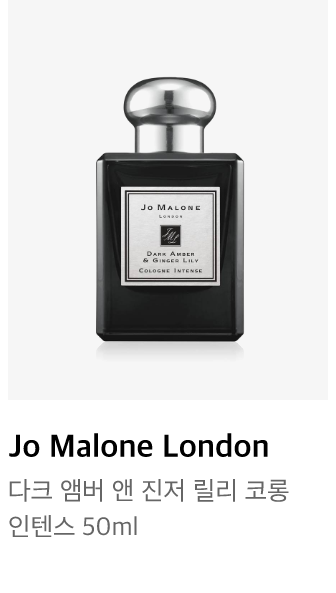 Jo Malone
London
Dark Amber
& Ginger Lily
Cologne Intense
Jo Malone London
다크 앰버 앤 진저 릴리 코롱
인텐스 50ml